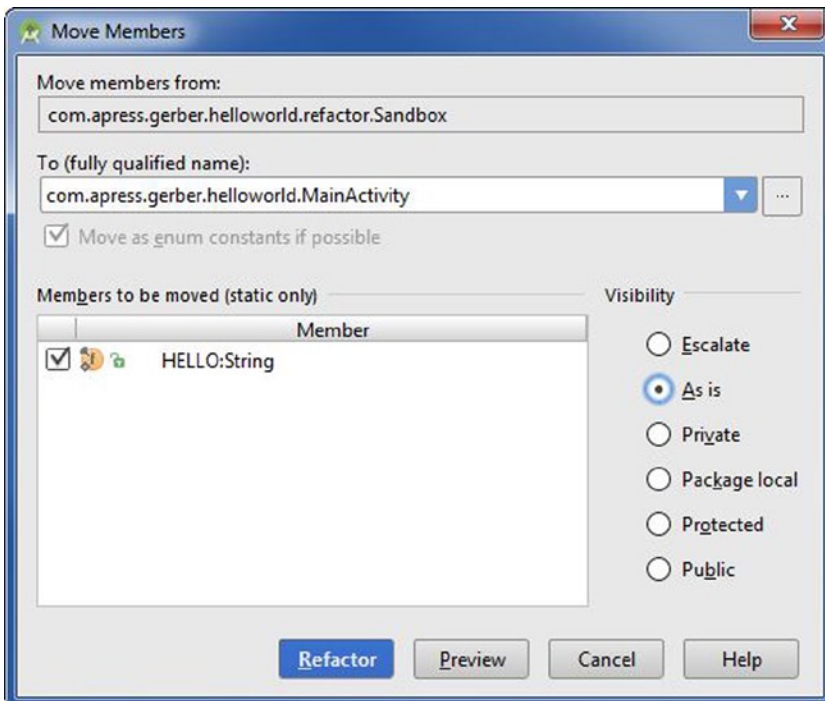 Move Members
Move members from:
com.apress.gerber.helloworld.refactor.Sandbox
To (fully qualified name):
com.apress.gerber.helloworld.MainActivity
...
Move as enum constants if possible
Members to be moved (static only)
Visibility
Member
HELLO:String
Escalate
As is
Private
Package local
Protected
Public
Refactor
Preview
Cancel
Help